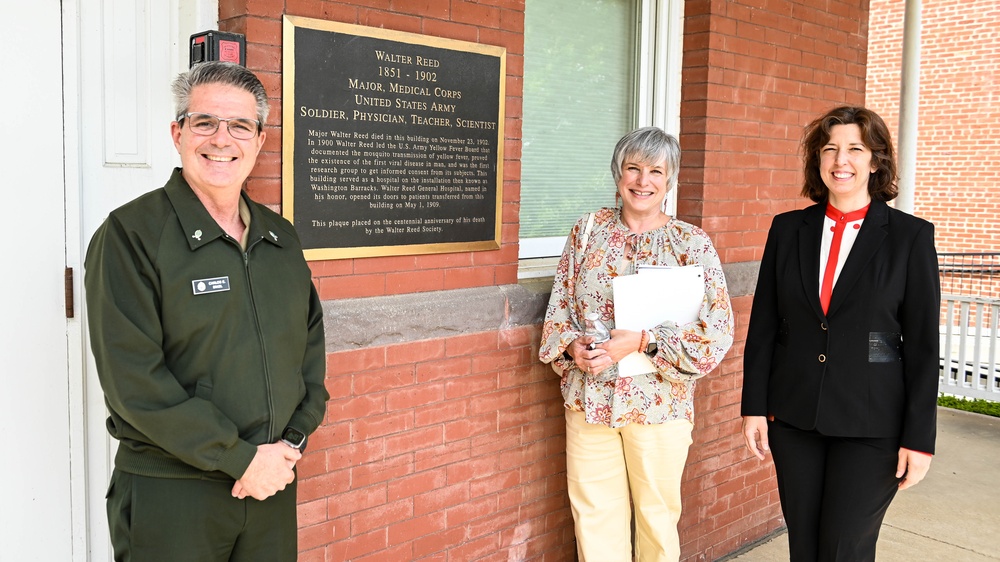 Walter Reed
1851 - 1902
Major, Medical Corps
United States Army
Soldier, Physician, Teacher, Scientist
Major Walter Reed died in this building on November 23, 1902.
In 1900 Walter Reed led the U.S. Army Yellow Fever Board that
documented the mosquito transmission of yellow fever, proved
the existence of the first viral disease in man, and was the first
research group to get informed consent from its subjects. This
building served as a hospital on the installation then known as
Washington Barracks. Walter Reed General Hospital, named in
his honor, opened its doors to patients transferred from this
building on May 1, 1909.
This plaque placed on the centennial anniversary of his death
by the Walter Reed Society.